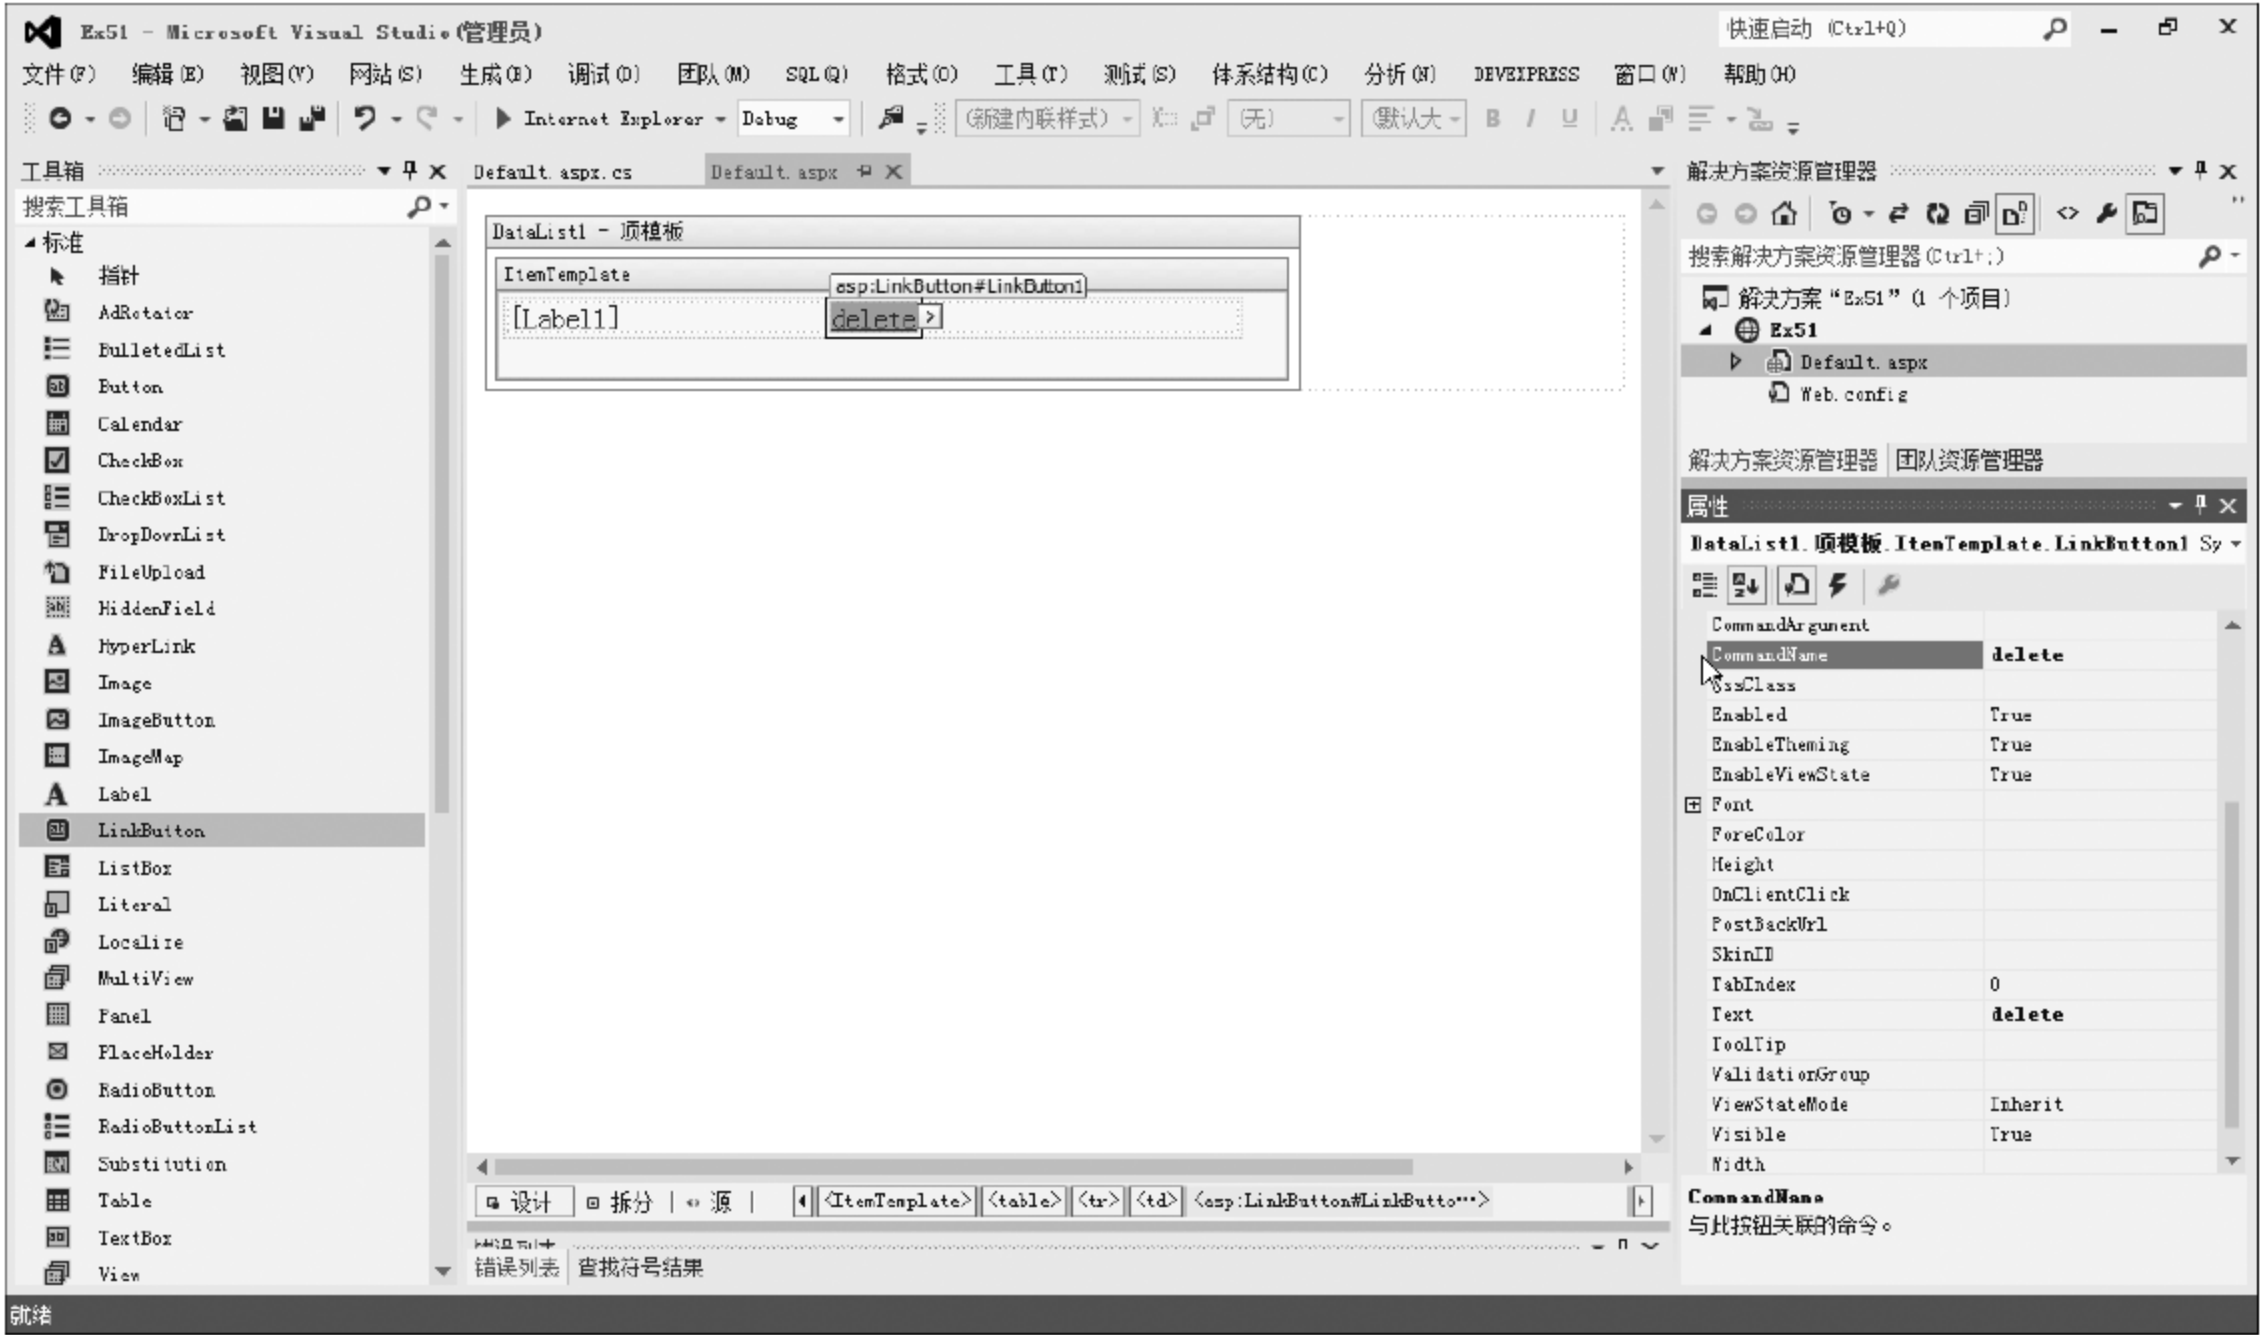 Ex51 - Microsoft Visual Studio(管理员)
快速启动 (Ctrl+Q)
文件(F) 编辑(E) 视图(V) 网站(S) 生成(B) 调试(D) 团队(M) SQL(Q) 格式(O) 工具(T) 测试(S) 体系结构(C) 分析(N) DEVEXPRESS 窗口(W) 帮助(H)
Internet Explorer Debug (新建内联样式) (无) (默认大 B I U A
工具箱
搜索工具箱
标准
指针
AdRotator
BulletedList
Button
Calendar
CheckBox
CheckBoxList
DropDownList
FileUpload
HiddenField
HyperLink
Image
ImageButton
ImageMap
Label
LinkButton
ListBox
Literal
Localize
MultiView
Panel
PlaceHolder
RadioButton
RadioButtonList
Substitution
Table
TextBox
View
Default.aspx.cs Default.aspx
DataList1 - 项模板
ItemTemplate
asp:LinkButton#LinkButton1
[Label1] delete
设计 拆分 源 <ItemTemplate> <table> <tr> <td> <asp:LinkButton#LinkButto···>
错误列表
错误列表 查找符号结果
解决方案资源管理器
搜索解决方案资源管理器(Ctrl+;)
解决方案“Ex51”(1 个项目)
Ex51
Default.aspx
Web.config
解决方案资源管理器 团队资源管理器
属性
DataList1.项模板.ItemTemplate.LinkButton1 Sy
CommandArgument
CommandName delete
CssClass
Enabled True
EnableTheming True
EnableViewState True
Font
ForeColor
Height
OnClientClick
PostBackUrl
SkinID
TabIndex 0
Text delete
ToolTip
ValidationGroup
ViewStateMode Inherit
Visible True
Width
CommandName
与此按钮关联的命令。
就绪